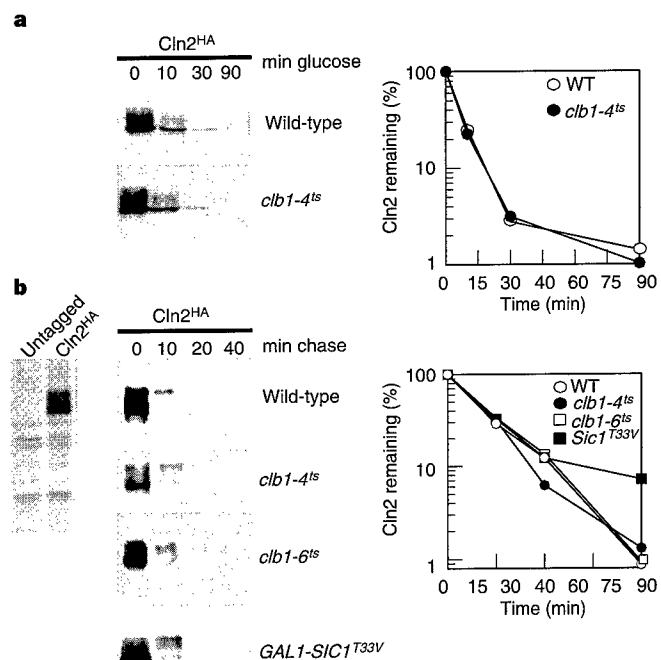 a
Cln2HA
0 10 30 90 min glucose
Wild-type
clb1-4ts
Cln2 remaining (%)
100
10
1
WT
clb1-4ts
0 15 30 45 60 75 90
Time (min)
b
Untagged
Cln2HA
Cln2HA
0 10 20 40 min chase
Wild-type
clb1-4ts
clb1-6ts
GAL1-SIC1T33V
Cln2 remaining (%)
100
10
1
WT
clb1-4ts
clb1-6ts
Sic1T33V
0 15 30 40 60 75 90
Time (min)